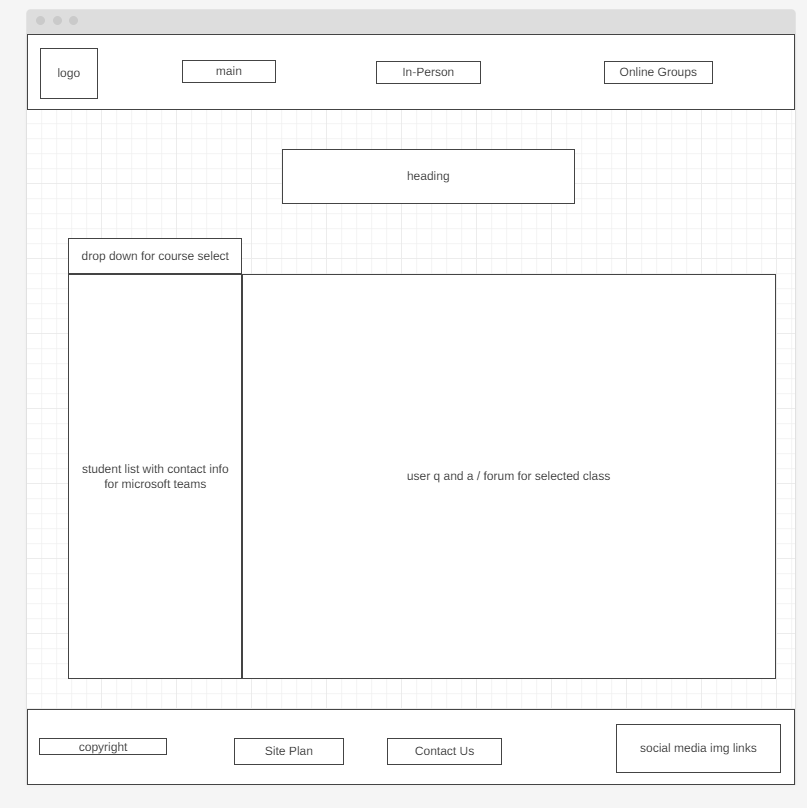 logo
main
In-Person
Online Groups
heading
drop down for course select
student list with contact info
for microsoft teams
user q and a / forum for selected class
copyright
Site Plan
Contact Us
social media img links